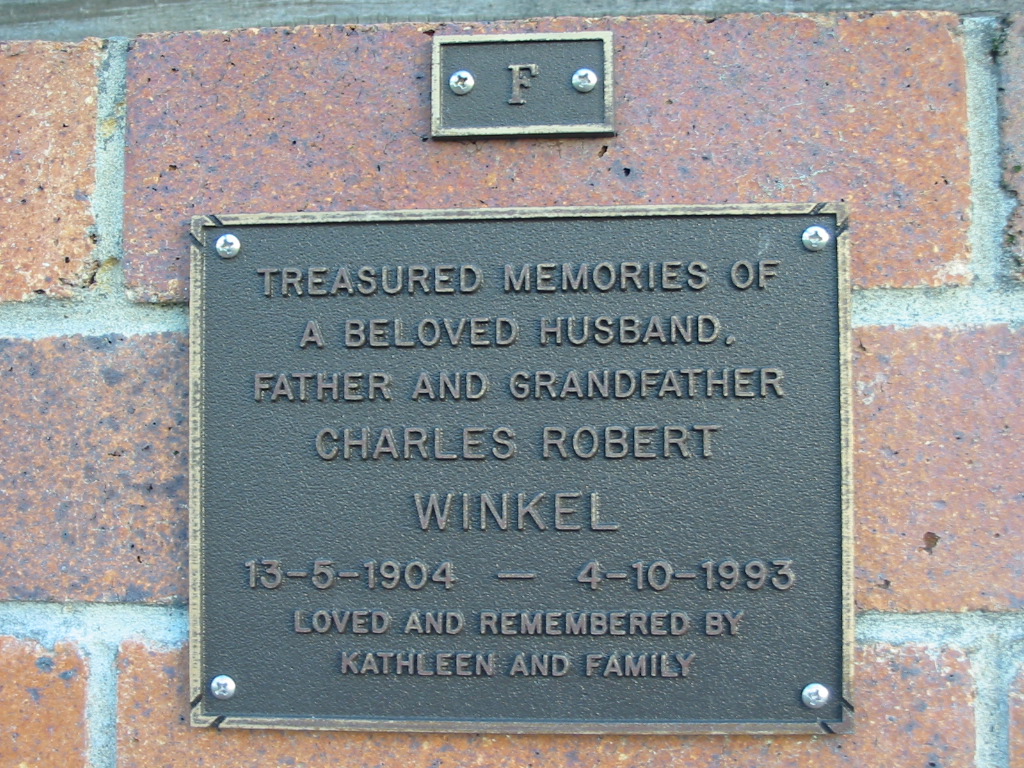 F
TREASURED MEMORIES OF
A BELOVED HUSBAND,
FATHER AND GRANDFATHER
CHARLES ROBERT
WINKEL
13-5-1904 — 4-10-1993
LOVED AND REMEMBERED BY
KATHLEEN AND FAMILY